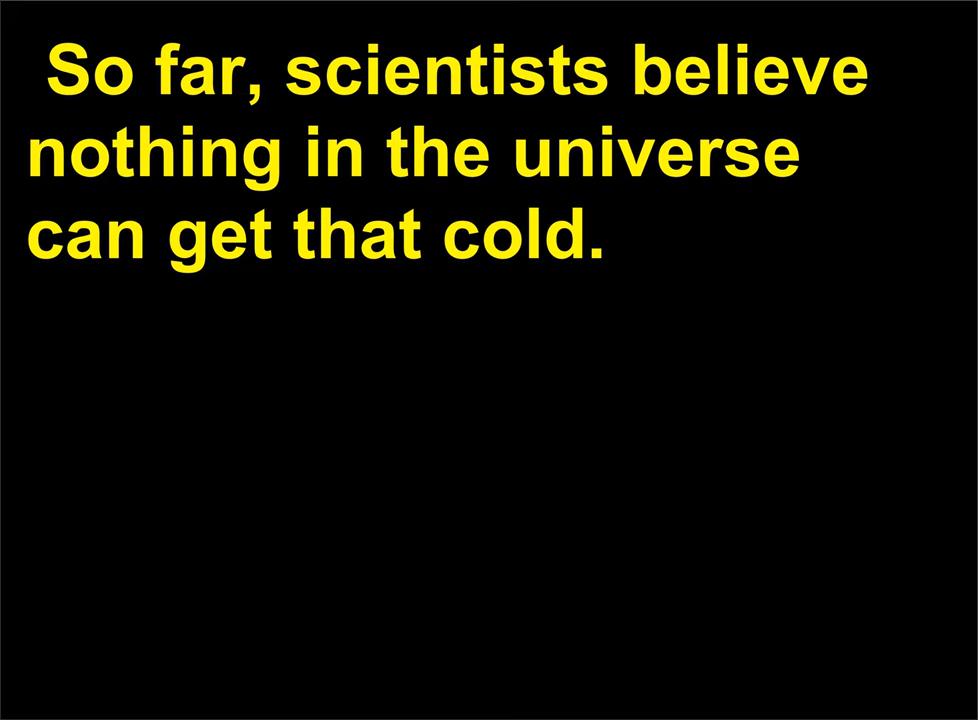 So far, scientists believe
nothing in the universe
can get that cold.